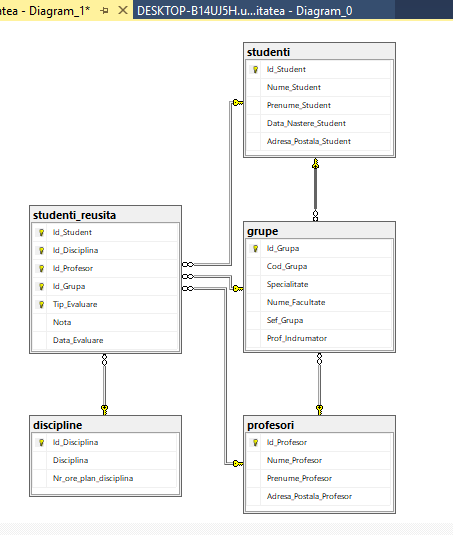 atea - Diagram_1*
DESKTOP-B14UJ5H.u...itatea - Diagram_0
studenti
Id_Student
Nume_Student
Prenume_Student
Data_Nastere_Student
Adresa_Postala_Student
studenti_reusita
Id_Student
Id_Disciplina
Id_Profesor
Id_Grupa
Tip_Evaluare
Nota
Data_Evaluare
grupe
Id_Grupa
Cod_Grupa
Specialitate
Nume_Facultate
Sef_Grupa
Prof_Indrumator
discipline
Id_Disciplina
Disciplina
Nr_ore_plan_disciplina
profesori
Id_Profesor
Nume_Profesor
Prenume_Profesor
Adresa_Postala_Profesor